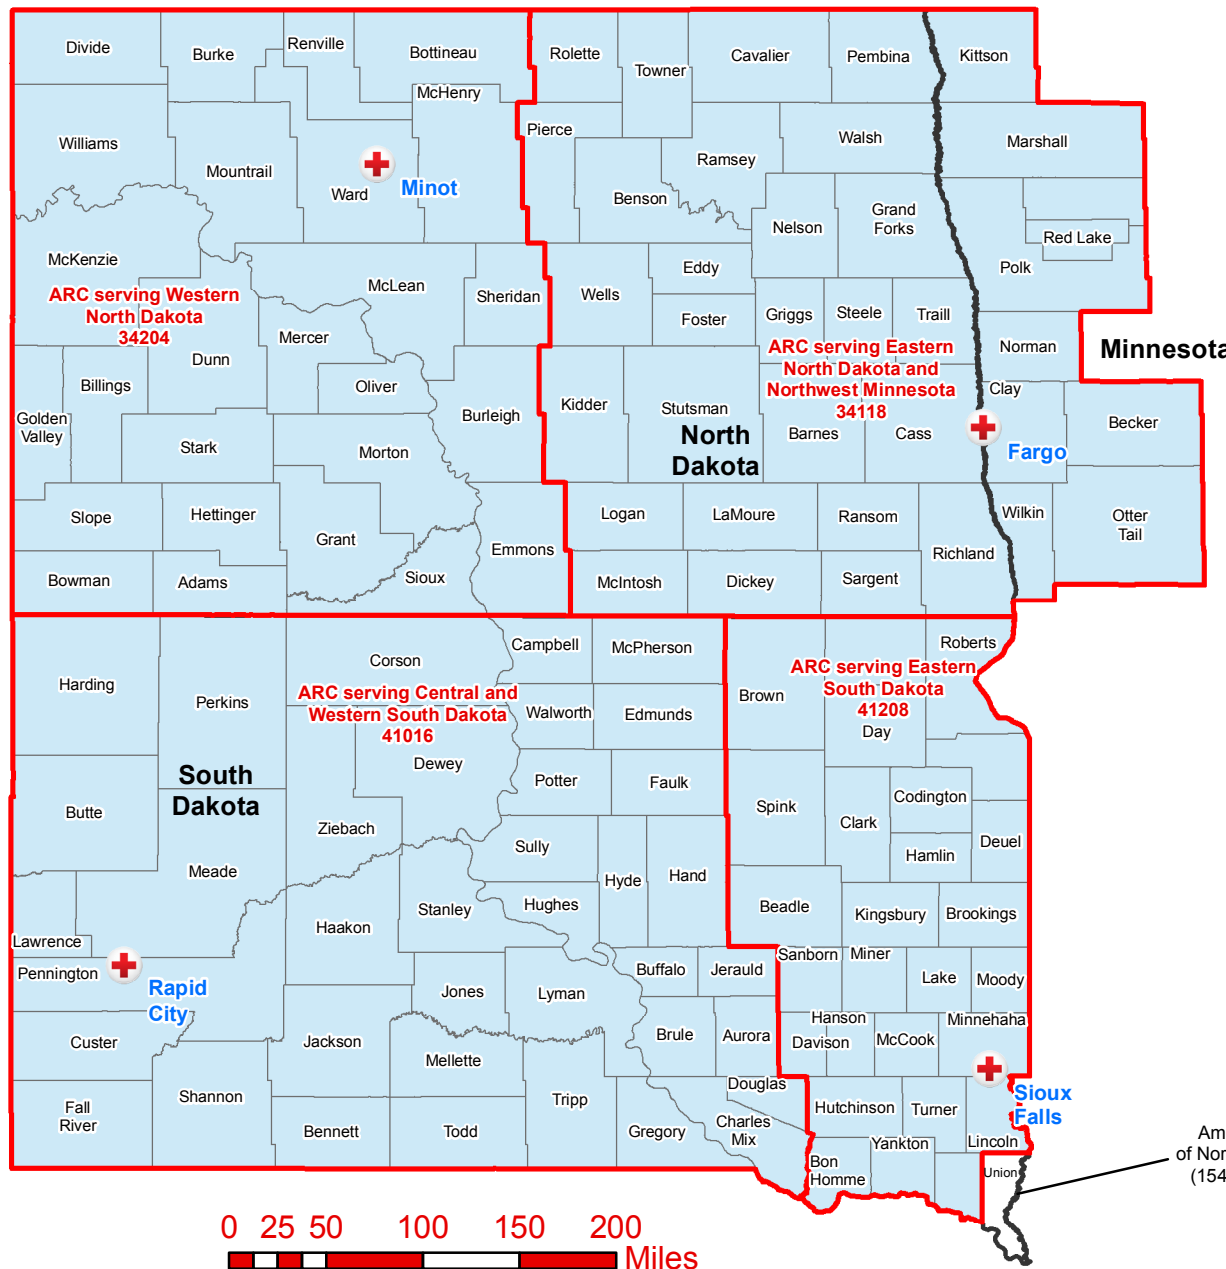 Divide
Burke
Renville
Bottineau
McHenry
Rolette
Towner
Cavalier
Pembina
Kittson
Williams
Mountrail
Ward
Minot
Pierce
Benson
Ramsey
Walsh
Marshall
Nelson
Grand
Forks
Red Lake
Polk
McKenzie
ARC serving Western
North Dakota
34204
McLean
Sheridan
Wells
Eddy
Foster
Griggs
Steele
Traill
Norman
Minnesota
Dunn
Mercer
Oliver
Billings
Golden
Valley
Stark
Morton
Burleigh
Kidder
Stutsman
ARC serving Eastern
North Dakota and
Northwest Minnesota
34118
North
Dakota
Barnes
Cass
Clay
Fargo
Becker
Slope
Hettinger
Grant
Emmons
Logan
LaMoure
Ransom
Richland
Wilkin
Otter
Tail
Bowman
Adams
Sioux
McIntosh
Dickey
Sargent
Harding
Perkins
Corson
Campbell
McPherson
Roberts
ARC serving Central and
Western South Dakota
41016
Walworth
Edmunds
Brown
ARC serving Eastern
South Dakota
41208
Day
South
Dakota
Butte
Dewey
Potter
Faulk
Spink
Codington
Clark
Deuel
Ziebach
Meade
Sully
Hyde
Hand
Hamlin
Lawrence
Pennington
Rapid
City
Haakon
Stanley
Hughes
Beadle
Kingsbury
Brookings
Buffalo
Jerauld
Sanborn
Miner
Lake
Moody
Custer
Jackson
Jones
Lyman
Brule
Aurora
Hanson
Davison
McCook
Minnehaha
Mellette
Fall
River
Shannon
Bennett
Todd
Tripp
Gregory
Douglas
Charles
Mix
Hutchinson
Turner
Sioux
Falls
Lincoln
Yankton
Bon
Homme
Union
Am
of Nor
(154
0 25 50 100 150 200
Miles